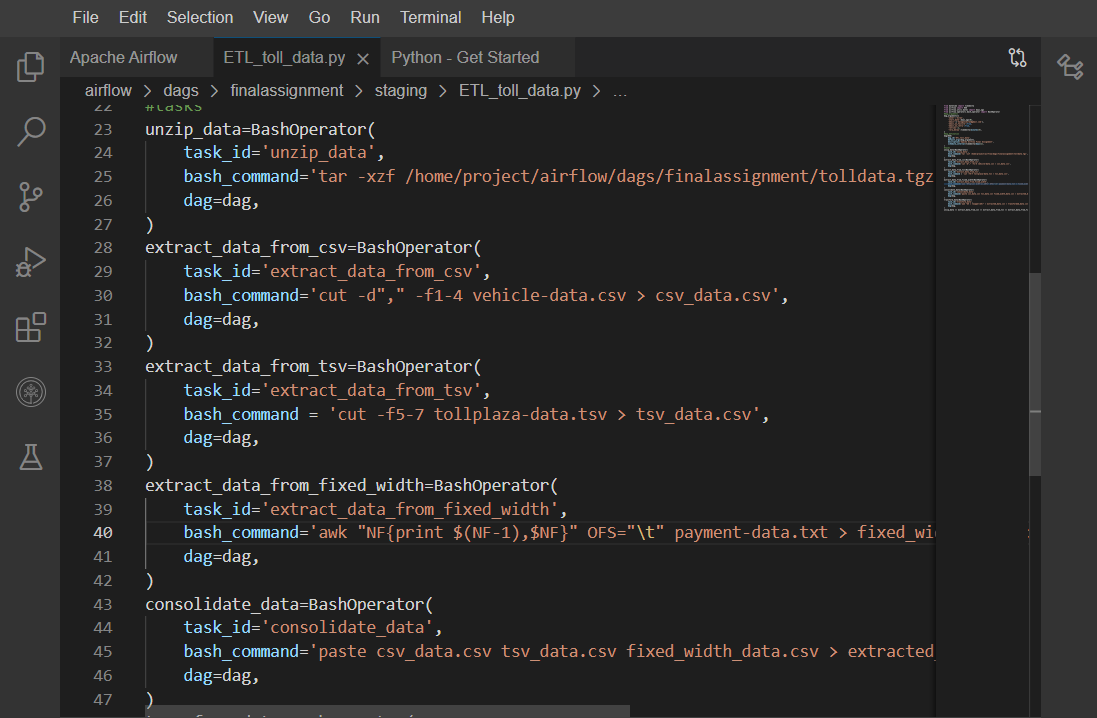 File Edit Selection View Go Run Terminal Help
Apache Airflow ETL_toll_data.py Python - Get Started
airflow > dags > finalassignment > staging > ETL_toll_data.py > ...
22 #tasks
23 unzip_data=BashOperator(
24     task_id='unzip_data',
25     bash_command='tar -xzf /home/project/airflow/dags/finalassignment/tolldata.tgz
26     dag=dag,
27 )
28 extract_data_from_csv=BashOperator(
29     task_id='extract_data_from_csv',
30     bash_command='cut -d"," -f1-4 vehicle-data.csv > csv_data.csv',
31     dag=dag,
32 )
33 extract_data_from_tsv=BashOperator(
34     task_id='extract_data_from_tsv',
35     bash_command = 'cut -f5-7 tollplaza-data.tsv > tsv_data.csv',
36     dag=dag,
37 )
38 extract_data_from_fixed_width=BashOperator(
39     task_id='extract_data_from_fixed_width',
40     bash_command='awk "NF{print $(NF-1),$NF}" OFS="\t" payment-data.txt > fixed_wi
41     dag=dag,
42 )
43 consolidate_data=BashOperator(
44     task_id='consolidate_data',
45     bash_command='paste csv_data.csv tsv_data.csv fixed_width_data.csv > extracted_
46     dag=dag,
47 )